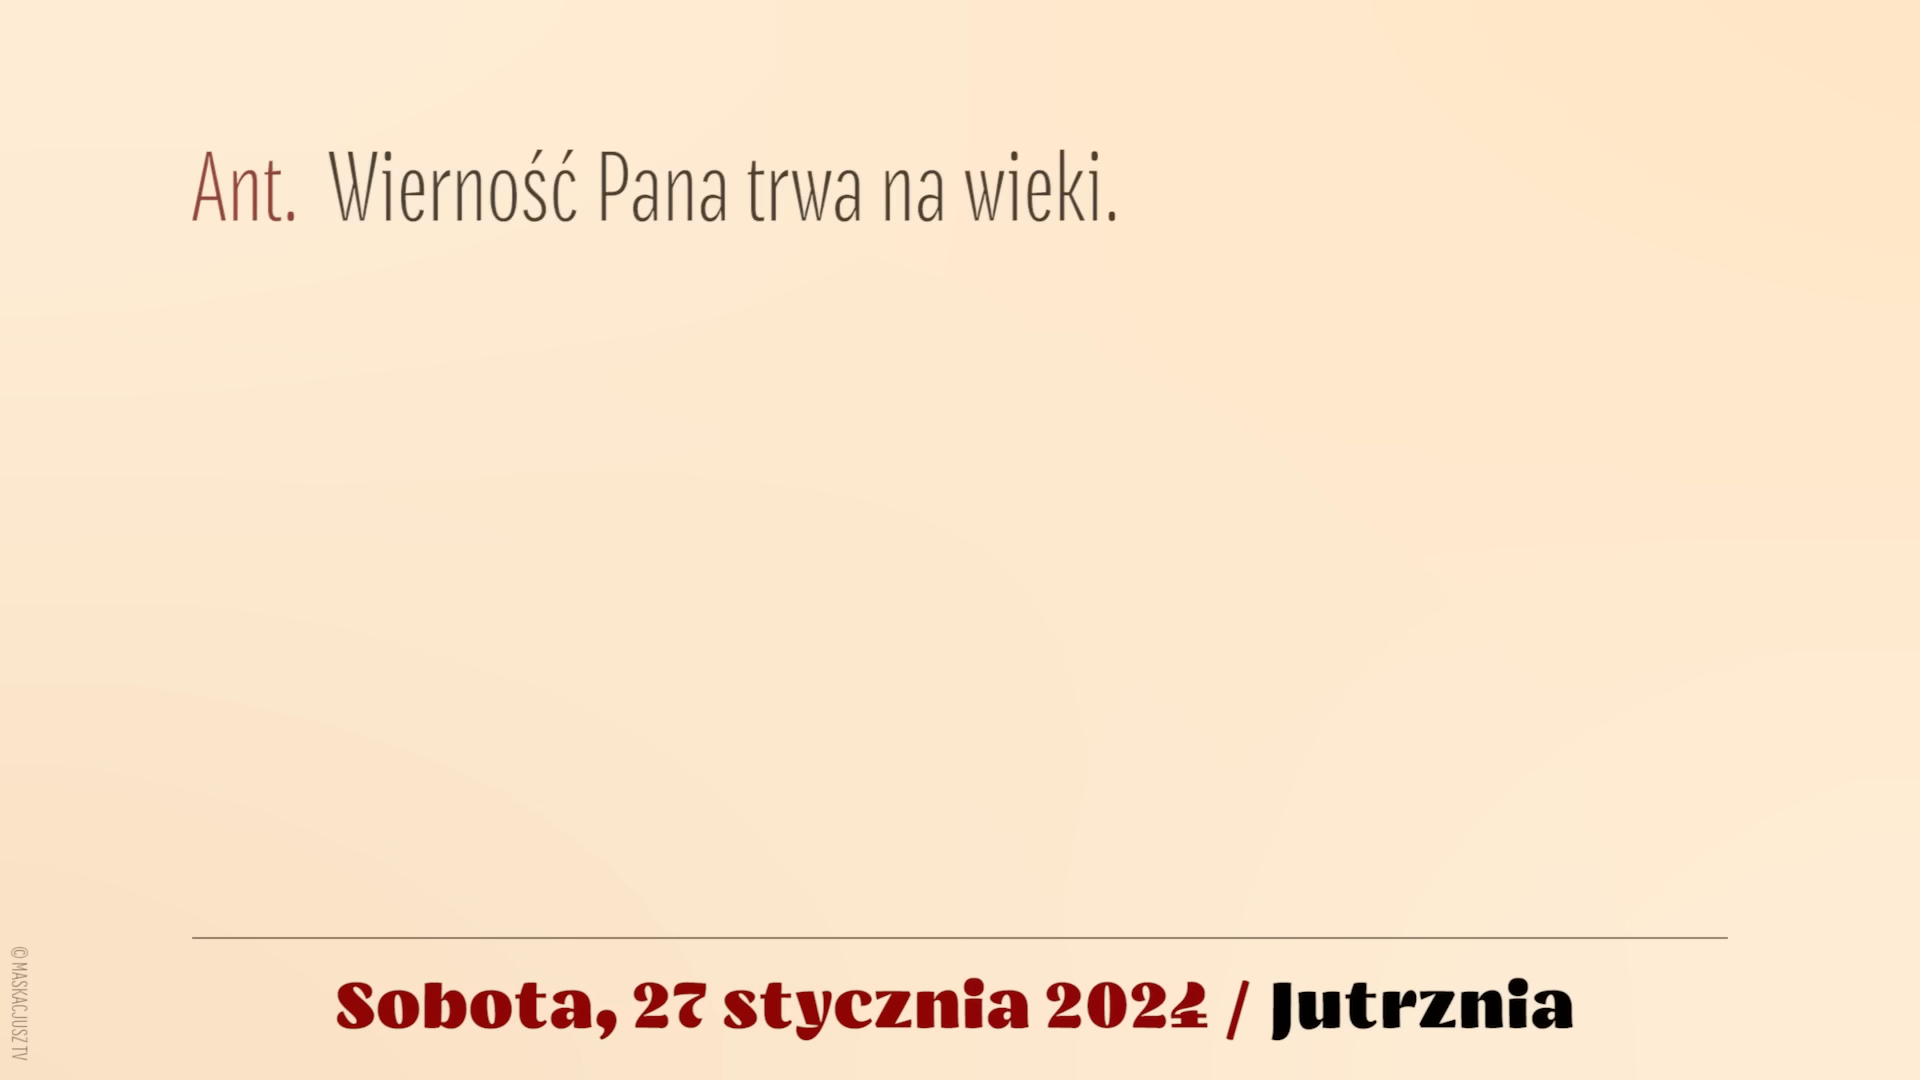 Ant. Wierność Pana trwa na wieki.
Sobota, 27 stycznia 2024 / Jutrznia
© MASKACJUSZ TV